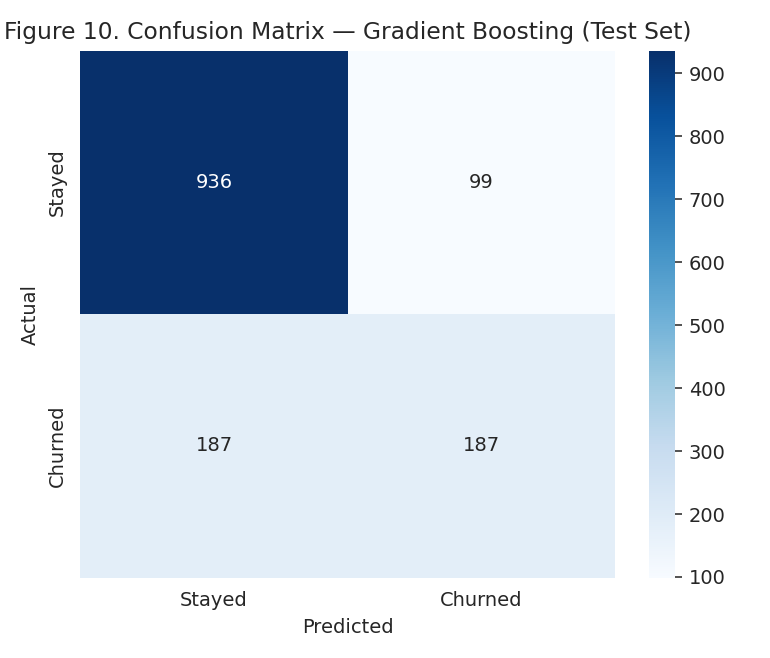 Figure 10. Confusion Matrix — Gradient Boosting (Test Set)
Actual
Stayed
Churned
936
99
187
187
Stayed
Churned
Predicted
900
800
700
600
500
400
300
200
100